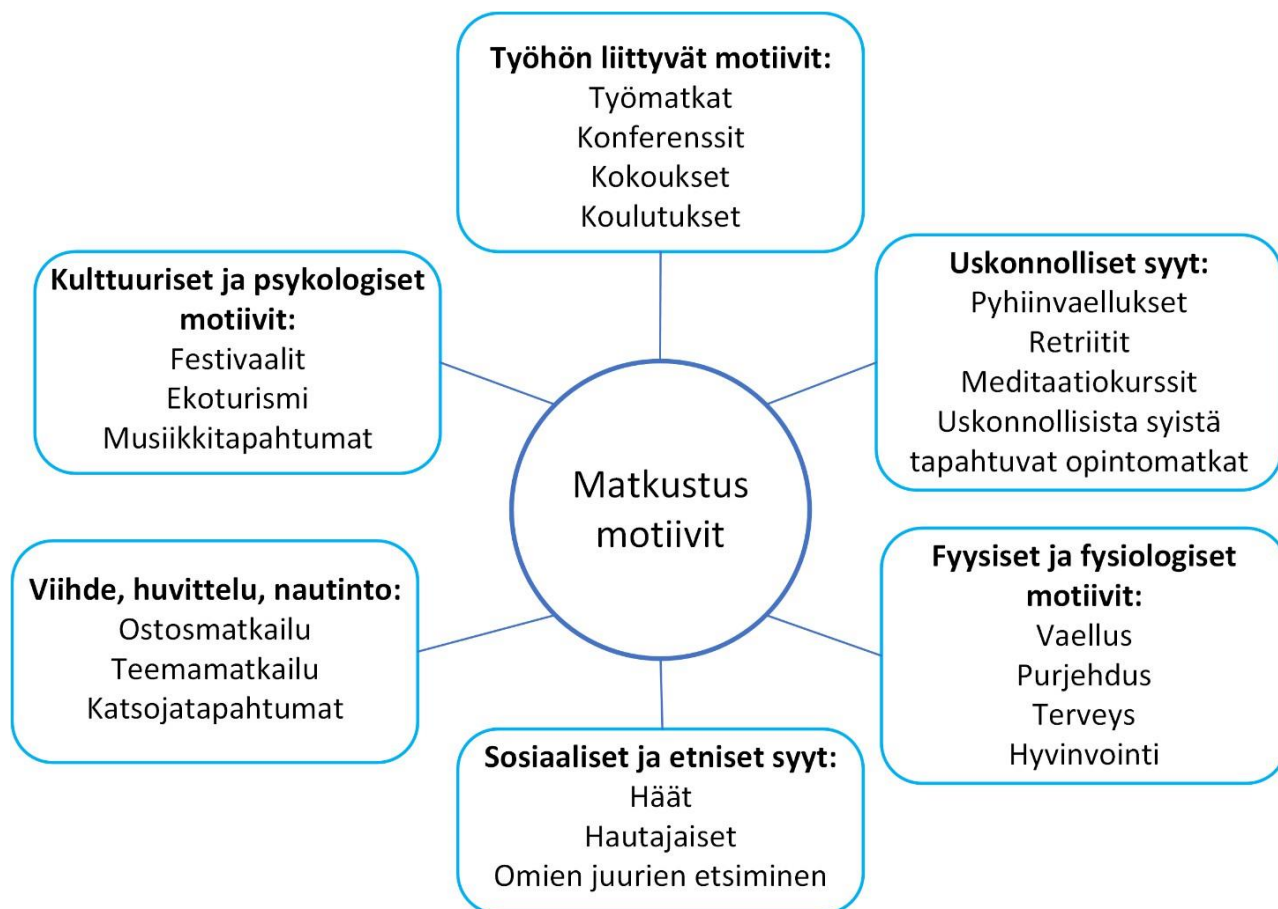 Työhön liittyvät motiivit:
Työmatkat
Konferenssit
Kokoukset
Koulutukset
Kulttuuriset ja psykologiset
motiivit:
Festivaalit
Ekoturismi
Musiikkitapahtumat
Uskonnolliset syyt:
Pyhiinvaellukset
Retriitit
Meditaatiokurssit
Uskonnollisista syistä
tapahtuvat opintomatkat
Matkustus
motiivit
Viihde, huvittelu, nautinto:
Ostosmatkailu
Teemamatkailu
Katsojatapahtumat
Fyysiset ja fysiologiset
motiivit:
Vaellus
Purjehdus
Terveys
Hyvinvointi
Sosiaaliset ja etniset syyt:
Häät
Hautajaiset
Omien juurien etsiminen